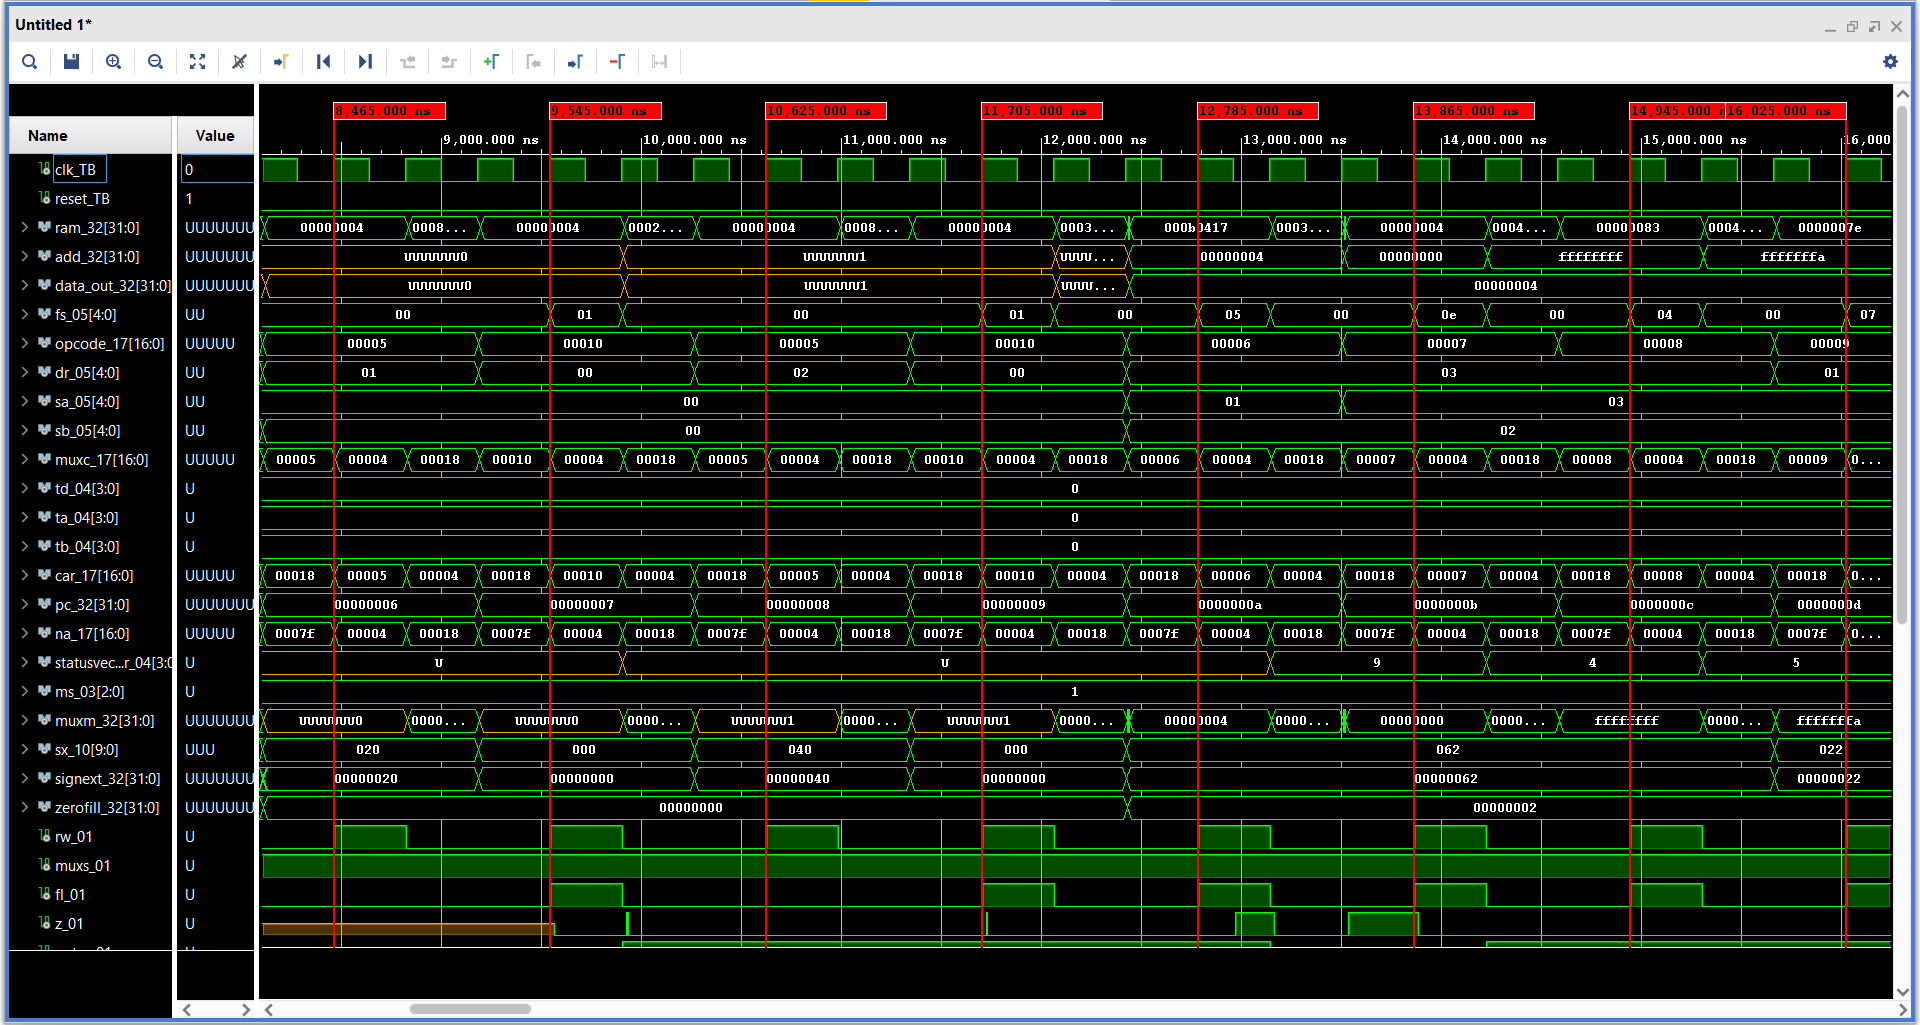 Untitled 1*
8,465.000 ns 9,545.000 ns 10,625.000 ns 11,705.000 ns 12,785.000 ns 13,865.000 ns 14,945.000 n 16,025.000 ns
Name Value 9,000.000 ns 10,000.000 ns 11,000.000 ns 12,000.000 ns 13,000.000 ns 14,000.000 ns 15,000.000 ns 16,000
clk_TB 0
reset_TB 1
ram_32[31:0] UUUUUUU 00000004 0008... 00000004 0002... 00000004 0008... 00000004 0003... 000b0417 0003... 00000004 0004... 00000083 0004... 0000007e
add_32[31:0] UUUUUUU UUUUUUU0 UUUUUUU1 UUUU... 00000004 00000000 ffffffff fffffffa
data_out_32[31:0] UUUUUUU UUUUUUU0 UUUUUUU1 UUUU... 00000004
fs_05[4:0] UU 00 01 00 01 00 05 00 0e 00 04 00 07
opcode_17[16:0] UUUUU 00005 00010 00005 00010 00006 00007 00008 00009
dr_05[4:0] UU 01 00 02 00 03 01
sa_05[4:0] UU 00 01 03
sb_05[4:0] UU 00 02
muxc_17[16:0] UUUUU 00005 00004 00018 00010 00004 00018 00005 00004 00018 00010 00004 00018 00006 00004 00018 00007 00004 00018 00008 00004 00018 00009 0...
td_04[3:0] U 0
ta_04[3:0] U 0
tb_04[3:0] U 0
car_17[16:0] UUUUU 00018 00005 00004 00018 00010 00004 00018 00005 00004 00018 00010 00004 00018 00006 00004 00018 00007 00004 00018 00008 00004 00018 0...
pc_32[31:0] UUUUUUU 00000006 00000007 00000008 00000009 0000000a 0000000b 0000000c 0000000d
na_17[16:0] UUUUU 0007f 00004 00018 0007f 00004 00018 0007f 00004 00018 0007f 00004 00018 0007f 00004 00018 0007f 00004 00018 0007f 00004 00018 0007f 0...
statusvec...r_04[3:0 U U U 9 4 5
ms_03[2:0] U 1
muxm_32[31:0] UUUUUUU UUUUUUU0 0000... UUUUUUU0 0000... UUUUUUU1 0000... UUUUUUU1 0000... 00000004 0000... 00000000 0000... ffffffff 0000... fffffffa
sx_10[9:0] UUU 020 000 040 000 062 022
signext_32[31:0] UUUUUUU 00000020 00000000 00000040 00000000 00000062 00000022
zerofill_32[31:0] UUUUUUU 00000000 00000002
rw_01 U
muxs_01 U
fl_01 U
z_01 U